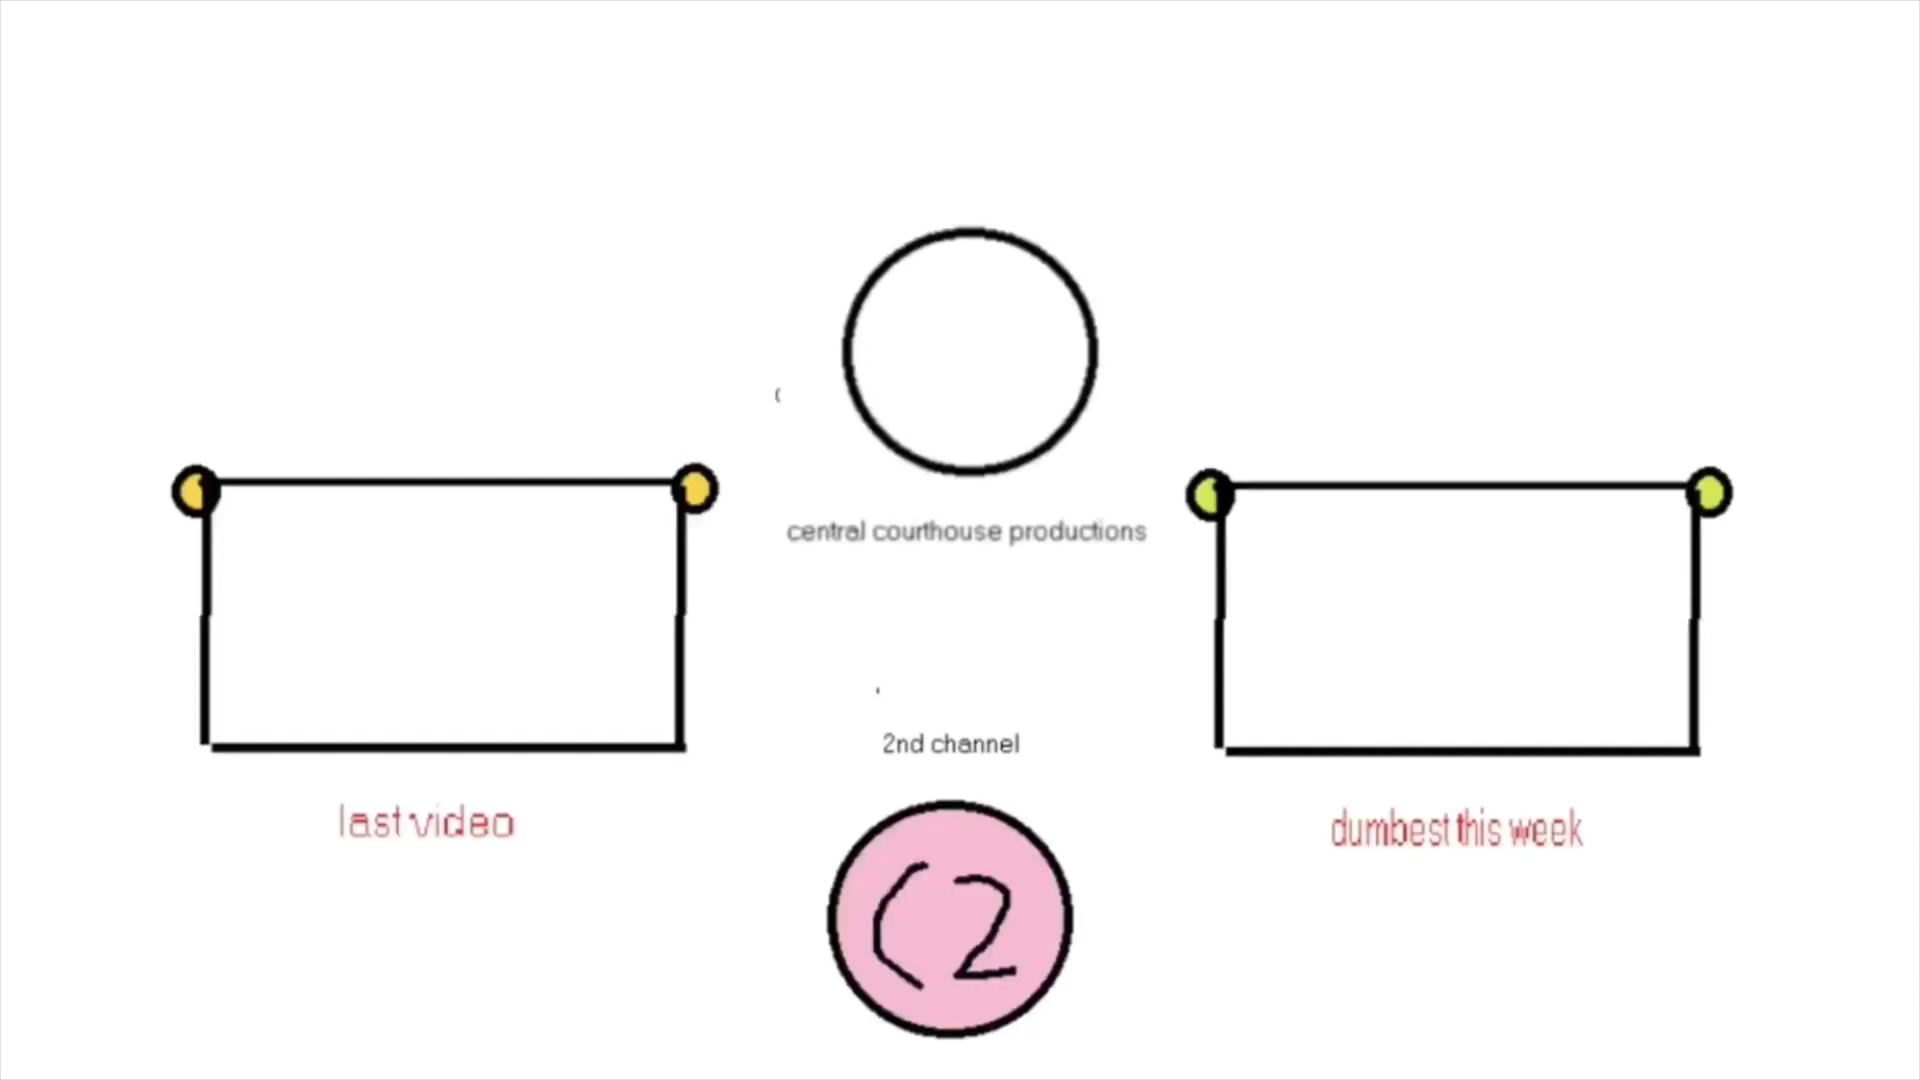 central courthouse productions
2nd channel
last video
dumbest this week
C2